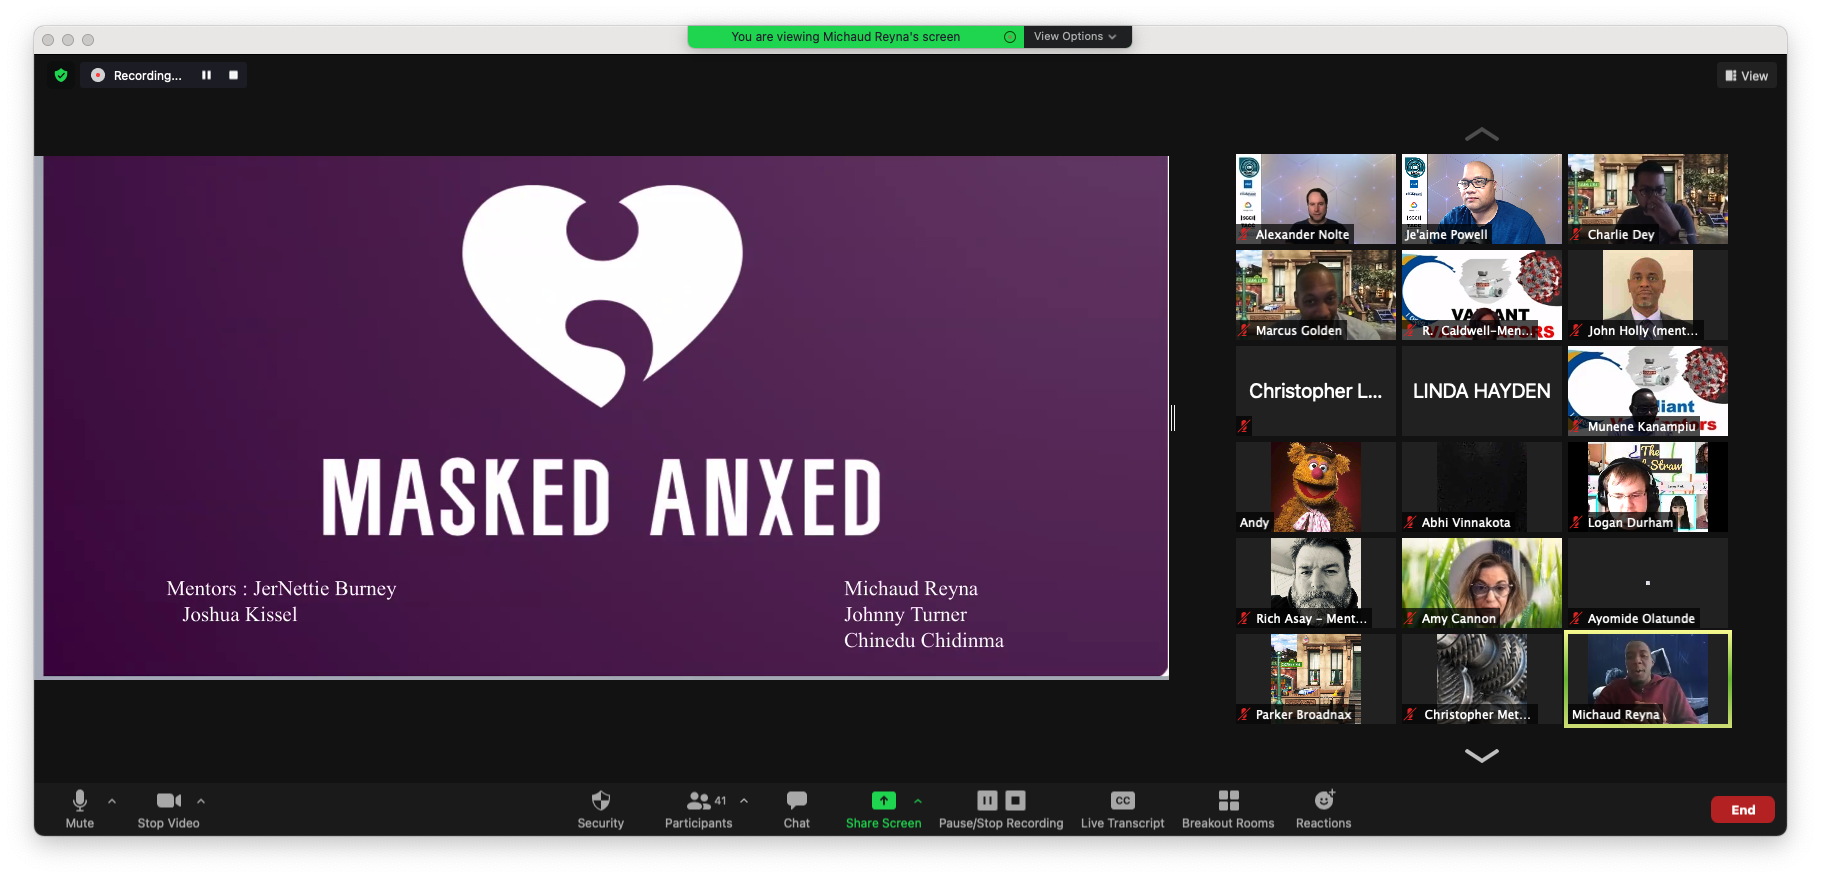 You are viewing Michaud Reyna's screen
View Options
Recording...
View
MASKED ANXED
Mentors : JerNettie Burney
Joshua Kissel
Michaud Reyna
Johnny Turner
Chinedu Chidinma
Alexander Nolte
Je'aime Powell
Charlie Dey
Marcus Golden
R. Caldwell-Men...
John Holly (ment...
Christopher L...
LINDA HAYDEN
Munene Kanampiu
Andy
Abhi Vinnakota
The
Straw
Logan Durham
Rich Asay - Ment...
Amy Cannon
Ayomide Olatunde
Parker Broadnax
Christopher Met...
Michaud Reyna
Mute
Stop Video
Security
41
Participants
Chat
Share Screen
Pause/Stop Recording
CC
Live Transcript
Breakout Rooms
Reactions
End